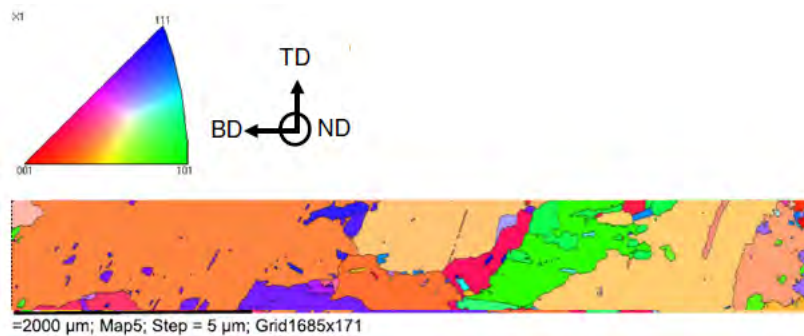 X1
111
001
101
TD
BD
ND
=2000 µm; Map5; Step = 5 µm; Grid1685x171